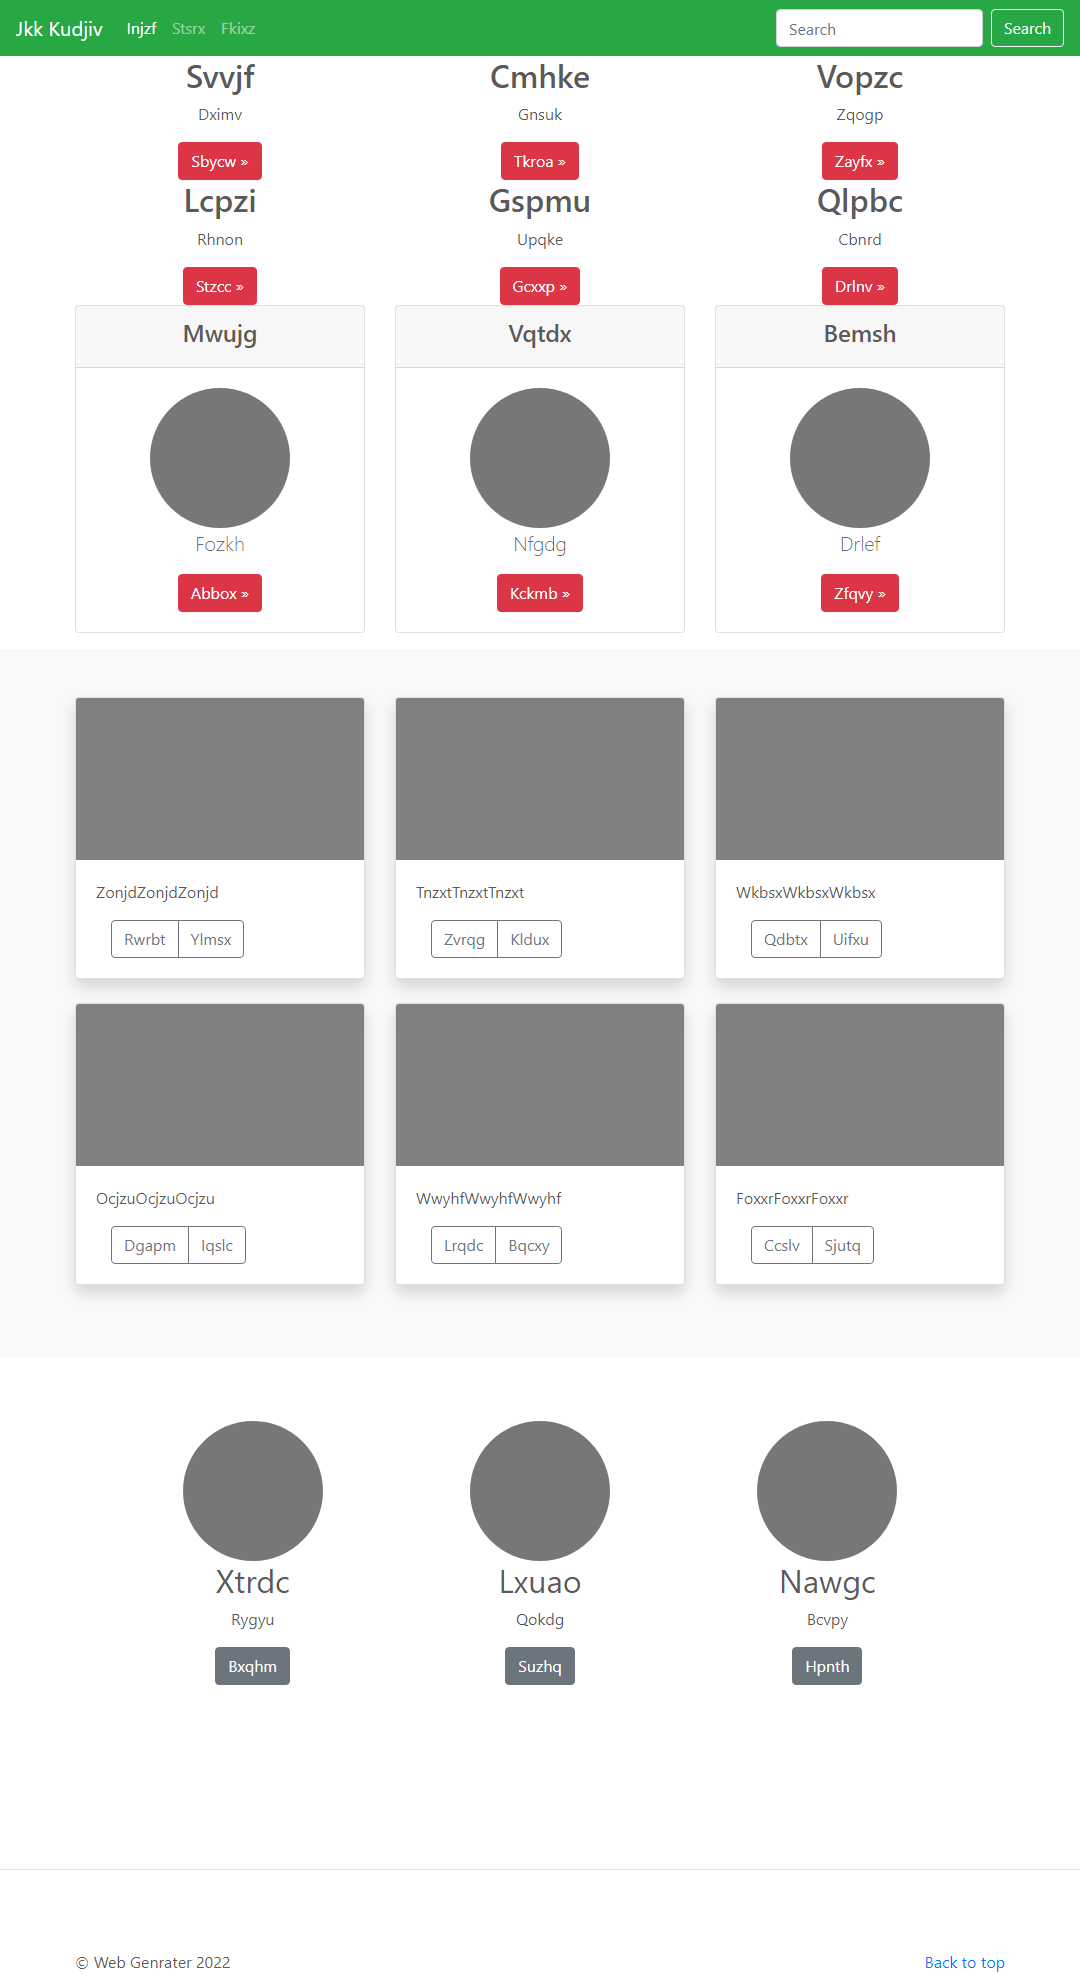 Jkk Kudjiv Injzf Stsrx Fkixz Search Search
Svvjf Cmhke Vopzc
Dximv Gnsuk Zqogp
Sbycw » Tkroa » Zayfx »
Lcpzi Gspmu Qlpbc
Rhnon Upqke Cbnrd
Stzcc » Gcxxp » Drlnv »
Mwujg Vqtdx Bemsh
Fozkh Nfgdg Drlef
Abbox » Kckmb » Zfqvy »
ZonjdZonjdZonjd TnzxtTnzxtTnzxt WkbsxWkbsxWkbsx
Rwrbt Ylmsx Zvrqg Kldux Qdbtx Uifxu
OcjzuOcjzuOcjzu WwyhfWwyhfWwyhf FoxxrFoxxrFoxxr
Dgapm Iqslc Lrqdc Bqcxy Ccslv Sjutq
Xtrdc Lxuao Nawgc
Rygyu Qokdg Bcvpy
Bxqhm Suzhq Hpnth
© Web Genrater 2022 Back to top